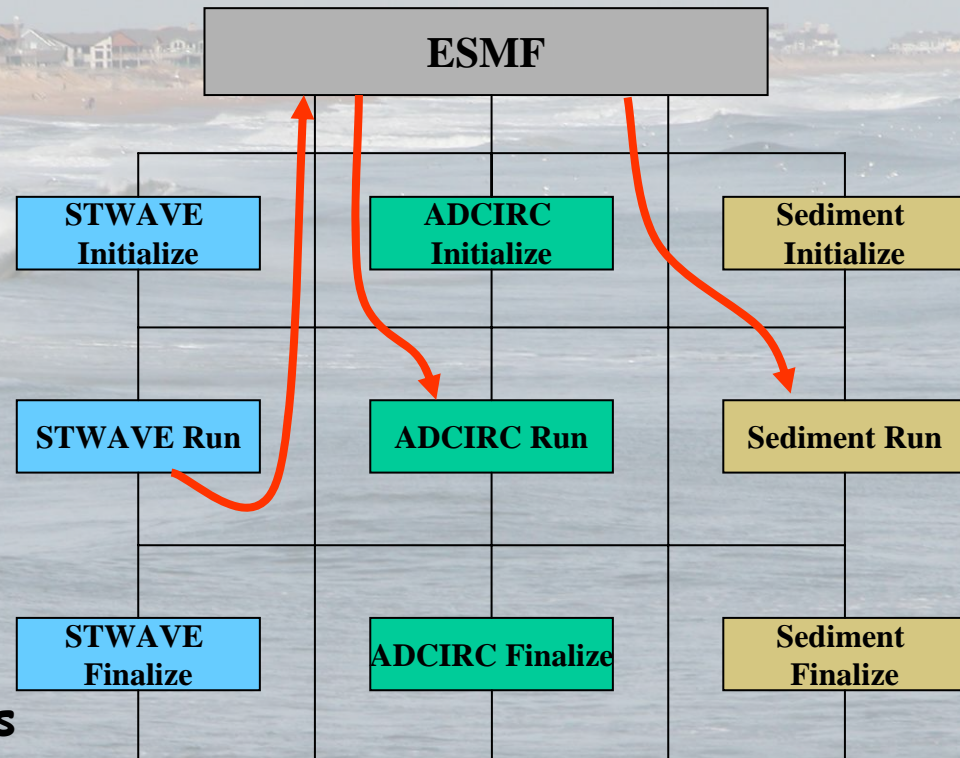 ESMF
STWAVE
Initialize
ADCIRC
Initialize
Sediment
Initialize
STWAVE Run
ADCIRC Run
Sediment Run
STWAVE
Finalize
ADCIRC Finalize
Sediment
Finalize
s